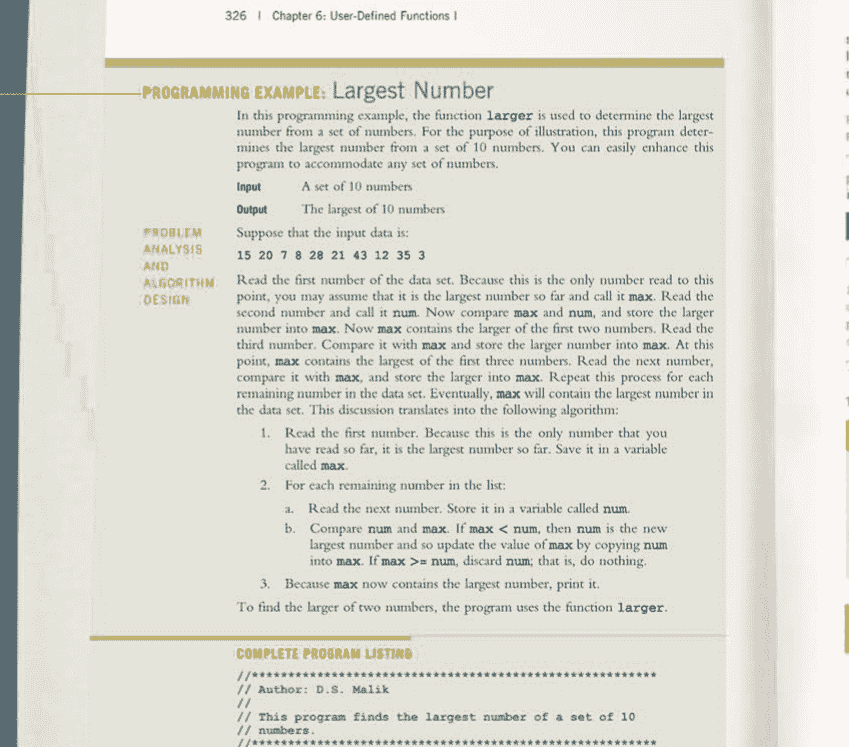 326 | Chapter 6: User-Defined Functions I
PROGRAMMING EXAMPLE: Largest Number
In this programming example, the function larger is used to determine the largest
number from a set of numbers. For the purpose of illustration, this program deter-
mines the largest number from a set of 10 numbers. You can easily enhance this
program to accommodate any set of numbers.
Input A set of 10 numbers
Output The largest of 10 numbers
PROBLEM
ANALYSIS
AND
ALGORITHM
DESIGN
Suppose that the input data is:
15 20 7 8 28 21 43 12 35 3
Read the first number of the data set. Because this is the only number read to this
point, you may assume that it is the largest number so far and call it max. Read the
second number and call it num. Now compare max and num, and store the larger
number into max. Now max contains the larger of the first two numbers. Read the
third number. Compare it with max and store the larger number into max. At this
point, max contains the largest of the first three numbers. Read the next number,
compare it with max, and store the larger into max. Repeat this process for each
remaining number in the data set. Eventually, max will contain the largest number in
the data set. This discussion translates into the following algorithm:
1. Read the first number. Because this is the only number that you
have read so far, it is the largest number so far. Save it in a variable
called max.
2. For each remaining number in the list:
a. Read the next number. Store it in a variable called num.
b. Compare num and max. If max < num, then num is the new
largest number and so update the value of max by copying num
into max. If max >= num, discard num; that is, do nothing.
3. Because max now contains the largest number, print it.
To find the larger of two numbers, the program uses the function larger.
COMPLETE PROGRAM LISTING
//********************************************************
// Author: D.S. Malik
//
// This program finds the largest number of a set of 10
// numbers.
//********************************************************